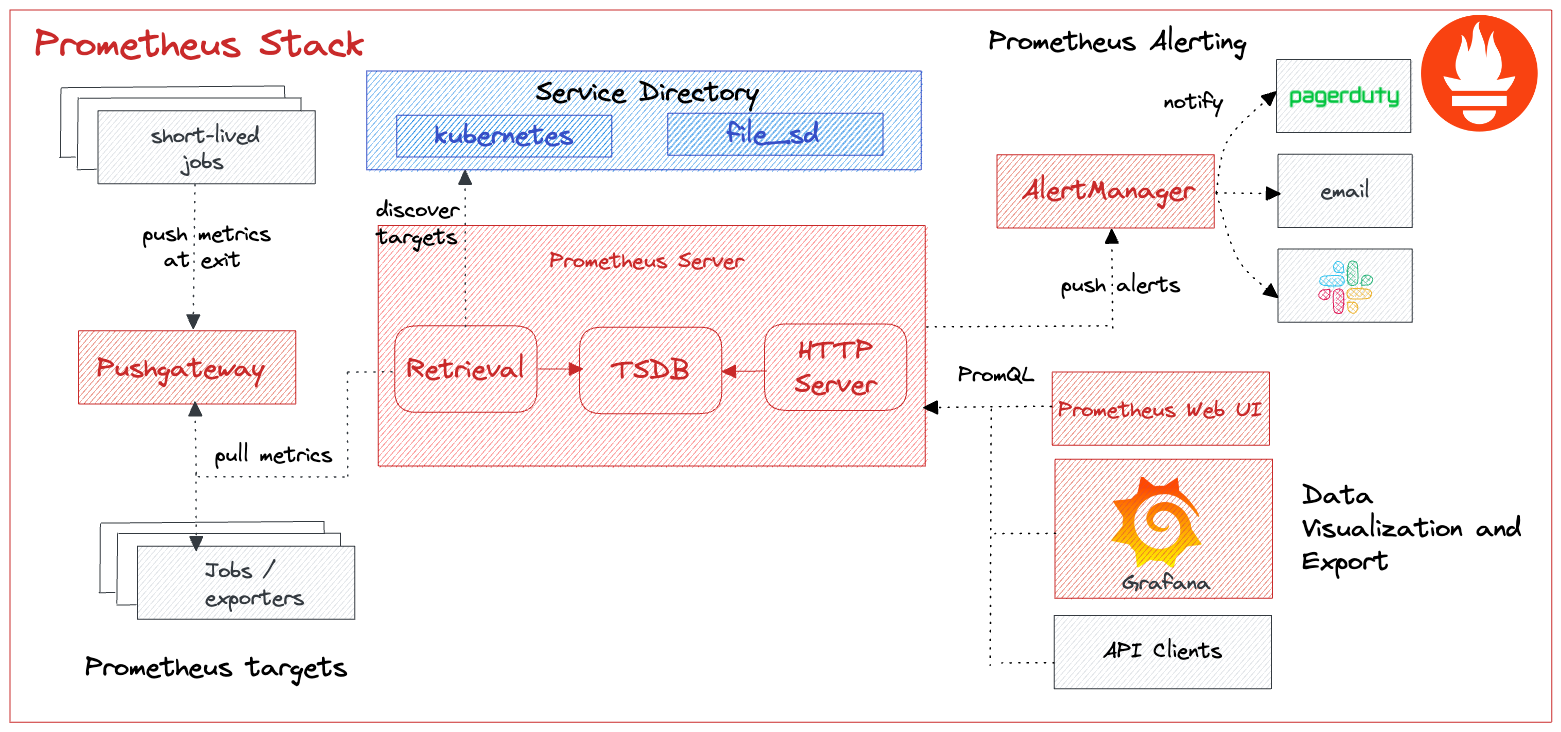 Prometheus Stack
short-lived
jobs
push metrics
at exit
Pushgateway
pull metrics
Jobs /
exporters
Prometheus targets
Service Directory
kubernetes
file_sd
discover
targets
Prometheus Server
Retrieval
TSDB
HTTP
Server
Prometheus Alerting
notify
pagerduty
AlertManager
email
push alerts
PromQL
Prometheus Web UI
Grafana
Data
Visualization and
Export
API Clients